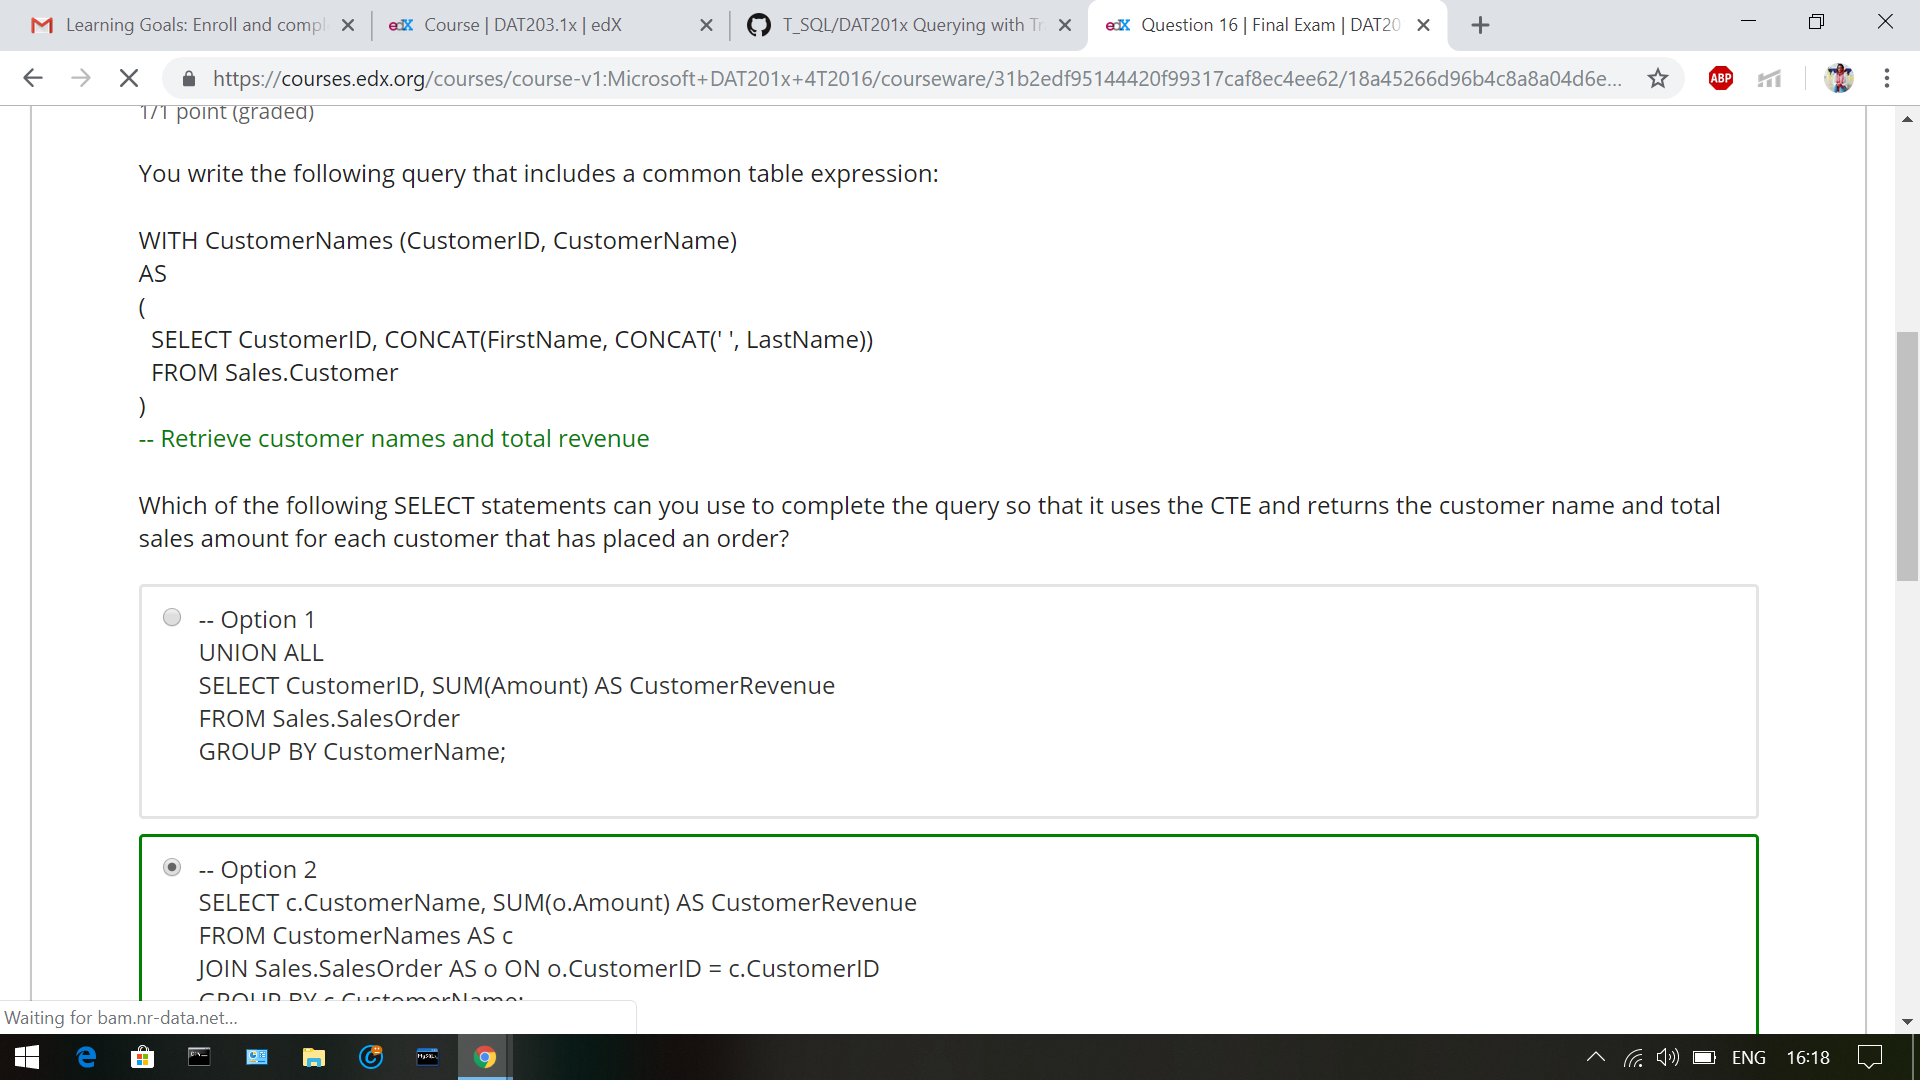 Learning Goals: Enroll and compl
edX Course | DAT203.1x | edX
T_SQL/DAT201x Querying with Tr
edX Question 16 | Final Exam | DAT20
https://courses.edx.org/courses/course-v1:Microsoft+DAT201x+4T2016/courseware/31b2edf95144420f99317caf8ec4ee62/18a45266d96b4c8a8a04d6e...
ABP
1/1 point (graded)
You write the following query that includes a common table expression:
WITH CustomerNames (CustomerID, CustomerName)
AS
(
SELECT CustomerID, CONCAT(FirstName, CONCAT(' ', LastName))
FROM Sales.Customer
)
-- Retrieve customer names and total revenue
Which of the following SELECT statements can you use to complete the query so that it uses the CTE and returns the customer name and total
sales amount for each customer that has placed an order?
-- Option 1
UNION ALL
SELECT CustomerID, SUM(Amount) AS CustomerRevenue
FROM Sales.SalesOrder
GROUP BY CustomerName;
-- Option 2
SELECT c.CustomerName, SUM(o.Amount) AS CustomerRevenue
FROM CustomerNames AS c
JOIN Sales.SalesOrder AS o ON o.CustomerID = c.CustomerID
GROUP BY c.CustomerName;
Waiting for bam.nr-data.net...
ENG 16:18